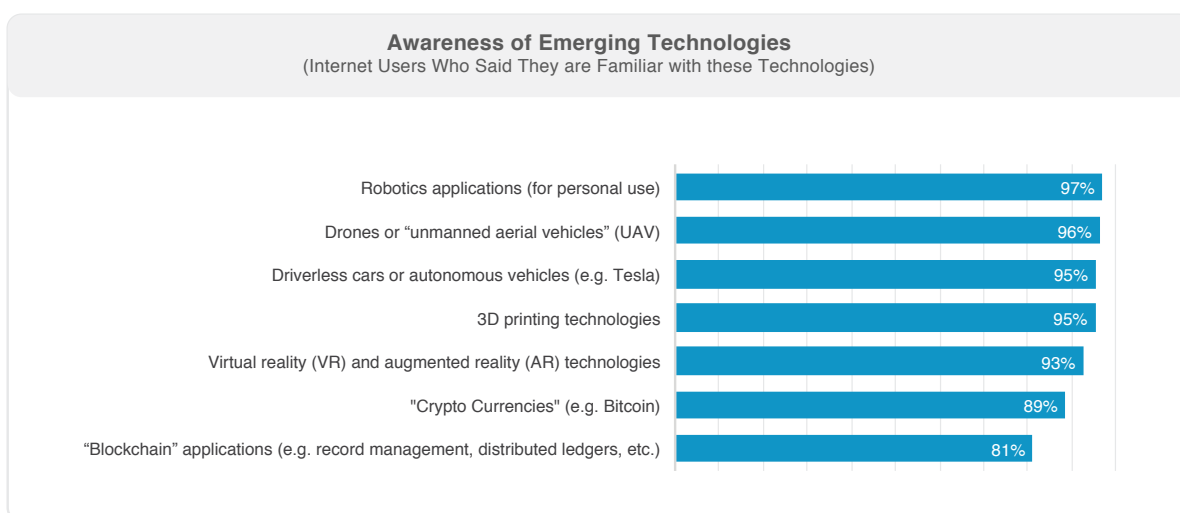 Awareness of Emerging Technologies
(Internet Users Who Said They are Familiar with these Technologies)
Robotics applications (for personal use) 97%
Drones or “unmanned aerial vehicles” (UAV) 96%
Driverless cars or autonomous vehicles (e.g. Tesla) 95%
3D printing technologies 95%
Virtual reality (VR) and augmented reality (AR) technologies 93%
"Crypto Currencies" (e.g. Bitcoin) 89%
“Blockchain” applications (e.g. record management, distributed ledgers, etc.) 81%